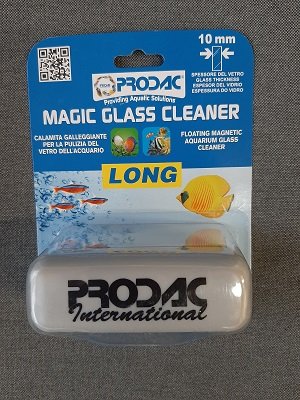 10 mm
SPESSORE DEL VETRO
GLASS THICKNESS
ESPESOR DEL VIDRIO
ESPESSURA DO VIDRO
PRODAC
Providing Aquatic Solutions
MAGIC GLASS CLEANER
CALAMITA GALLEGGIANTE
PER LA PULIZIA DEL
VETRO DELL'ACQUARIO
FLOATING MAGNETIC
AQUARIUM GLASS
CLEANER
LONG
PRODAC
International